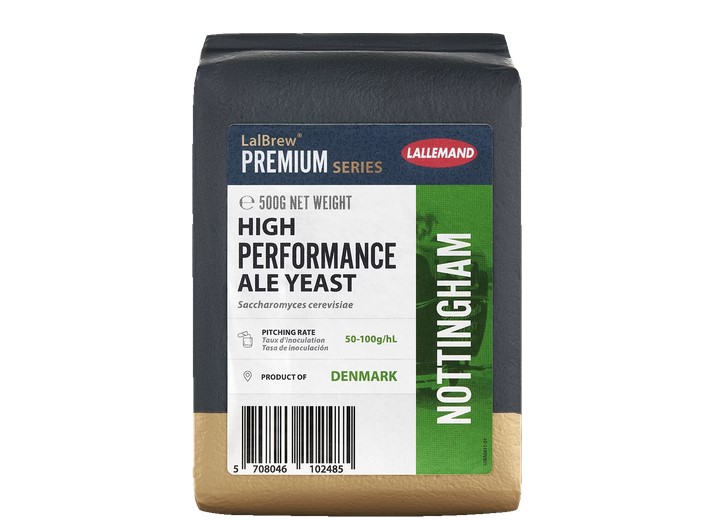 LalBrew®
PREMIUM SERIES
LALLEMAND
℮ 500G NET WEIGHT
HIGH
PERFORMANCE
ALE YEAST
Saccharomyces cerevisiae
PITCHING RATE
Taux d'inoculation
Tasa de inoculación
50-100g/hL
PRODUCT OF
DENMARK
NOTTINGHAM
5 708046 102485